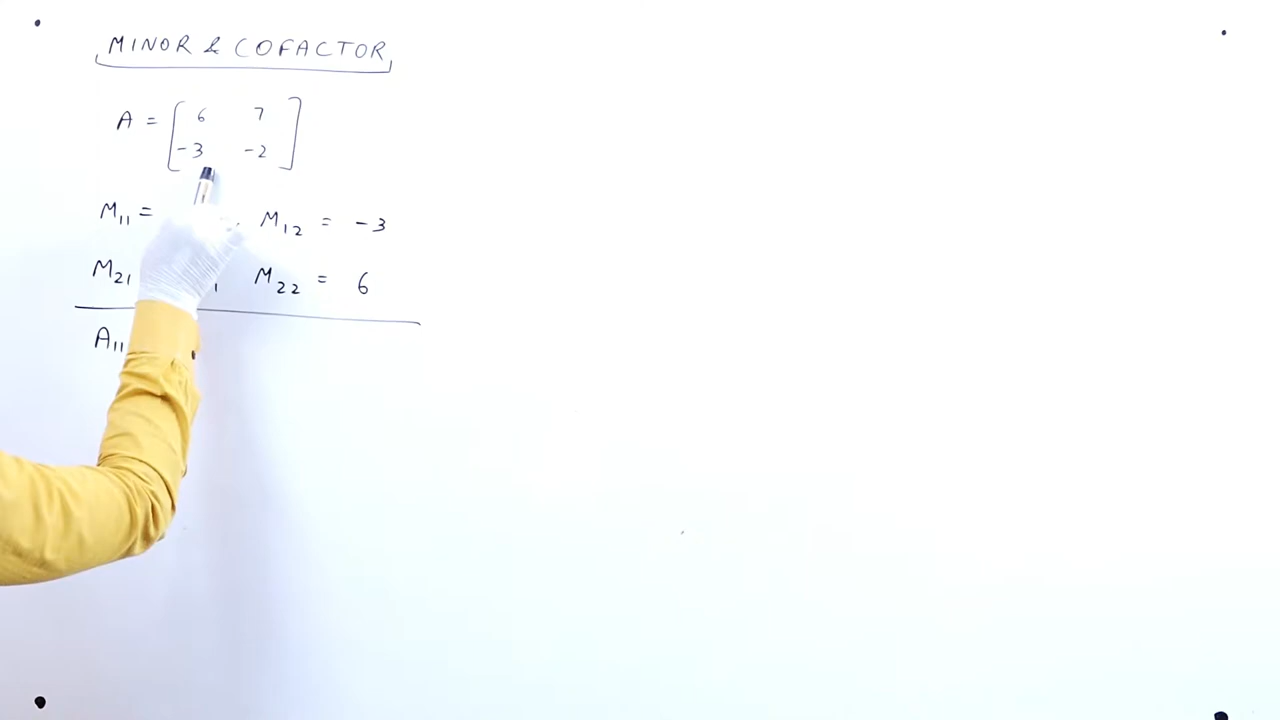 MINOR & COFACTOR
A = [ 6 7
-3 -2 ]
M11 = , M12 = -3
M21 , M22 = 6
A11